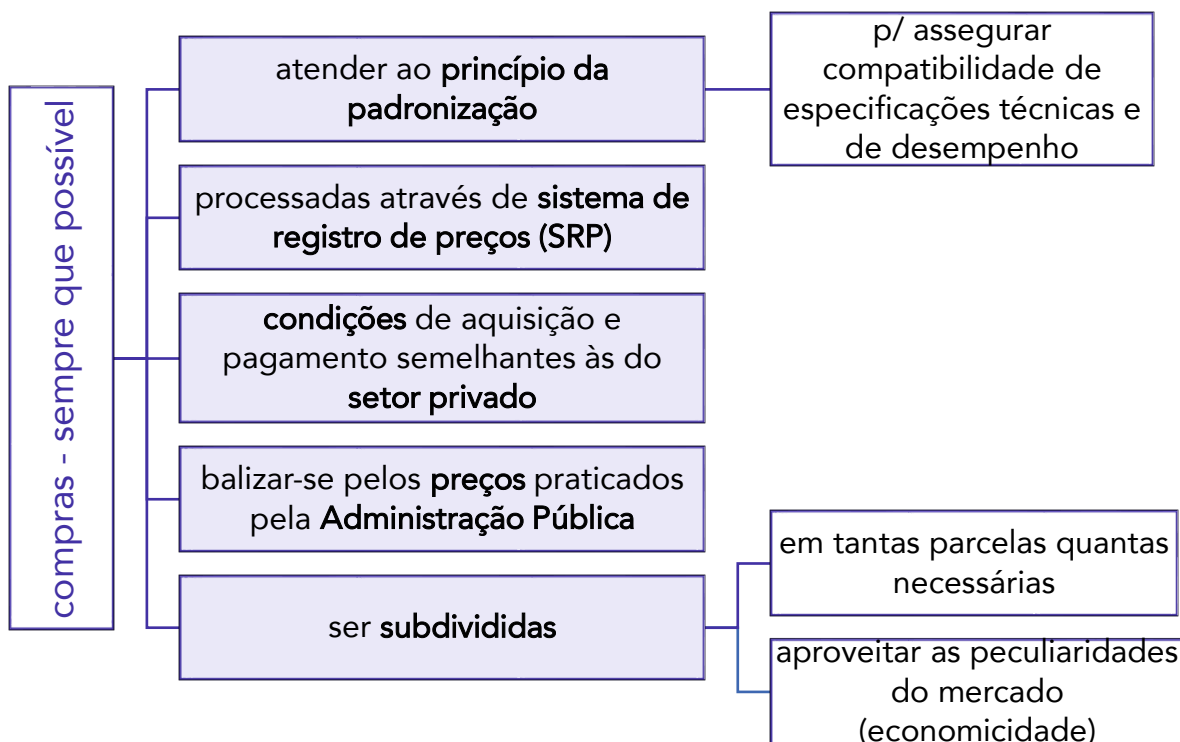 compras - sempre que possível
atender ao princípio da
padronização
p/ assegurar
compatibilidade de
especificações técnicas e
de desempenho
processadas através de sistema de
registro de preços (SRP)
condições de aquisição e
pagamento semelhantes às do
setor privado
balizar-se pelos preços praticados
pela Administração Pública
ser subdivididas
em tantas parcelas quantas
necessárias
aproveitar as peculiaridades
do mercado
(economicidade)